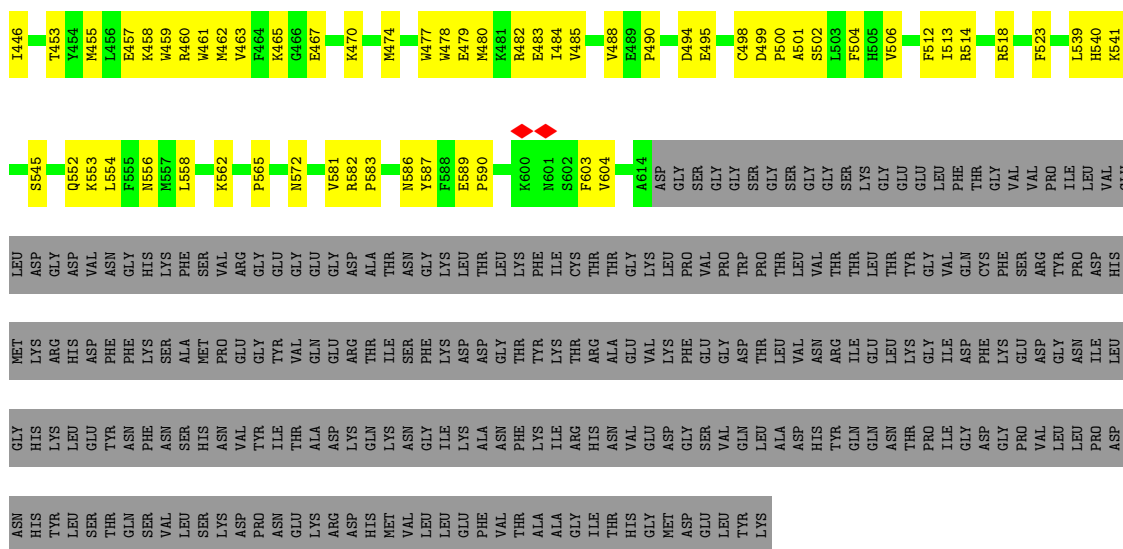 I446 T453 Y454 M455 L456 E457 K458 W459 R460 W461 M462 V463 F464 K465 G466 E467 K470 M474 W477 W478 E479 M480 K481 R482 E483 I484 V485 V488 E489 P490 D494 E495 C498 D499 P500 A501 S502 L503 F504 H505 V506 F512 I513 R514 R518 F523 L539 H540 K541
S545 Q552 K553 L554 F555 N556 M557 L558 K562 P565 N572 V581 R582 P583 N586 Y587 F588 E589 P590 K600 N601 S602 F603 V604 A614 ASP GLY SER GLY GLY SER GLY SER GLY GLY SER LYS GLY GLU GLU LEU PHE THR GLY VAL VAL PRO ILE LEU VAL
LEU ASP GLY ASP VAL ASN GLY HIS LYS PHE SER VAL ARG GLY GLU GLY GLU GLY ASP ALA THR ASN GLY LYS LEU THR LEU LYS PHE ILE CYS THR THR GLY LYS LEU PRO VAL PRO TRP PRO THR LEU VAL THR THR LEU THR TYR GLY VAL GLN CYS PHE SER ARG TYR PRO ASP HIS
MET LYS ARG HIS ASP PHE PHE LYS SER ALA MET PRO GLU GLY TYR VAL GLN GLU ARG THR ILE SER PHE LYS ASP ASP GLY THR TYR LYS THR ARG ALA GLU VAL LYS PHE GLU GLY ASP THR LEU VAL ASN ARG ILE GLU LEU LYS GLY ILE ASP PHE LYS GLU ASP GLY ASN ILE LEU
GLY HIS LYS LEU GLU TYR ASN PHE ASN SER HIS ASN VAL TYR ILE THR ALA ASP LYS GLN LYS ASN GLY ILE LYS ALA ASN PHE LYS ILE ARG HIS ASN VAL GLU ASP GLY SER VAL GLN LEU ALA ASP HIS TYR GLN GLN ASN THR PRO ILE GLY ASP GLY PRO VAL LEU LEU PRO ASP
ASN HIS TYR LEU SER THR GLN SER VAL LEU SER LYS ASP PRO ASN GLU LYS ARG ASP HIS MET VAL LEU LEU GLU PHE VAL THR ALA ALA GLY ILE THR HIS GLY MET ASP GLU LEU TYR LYS